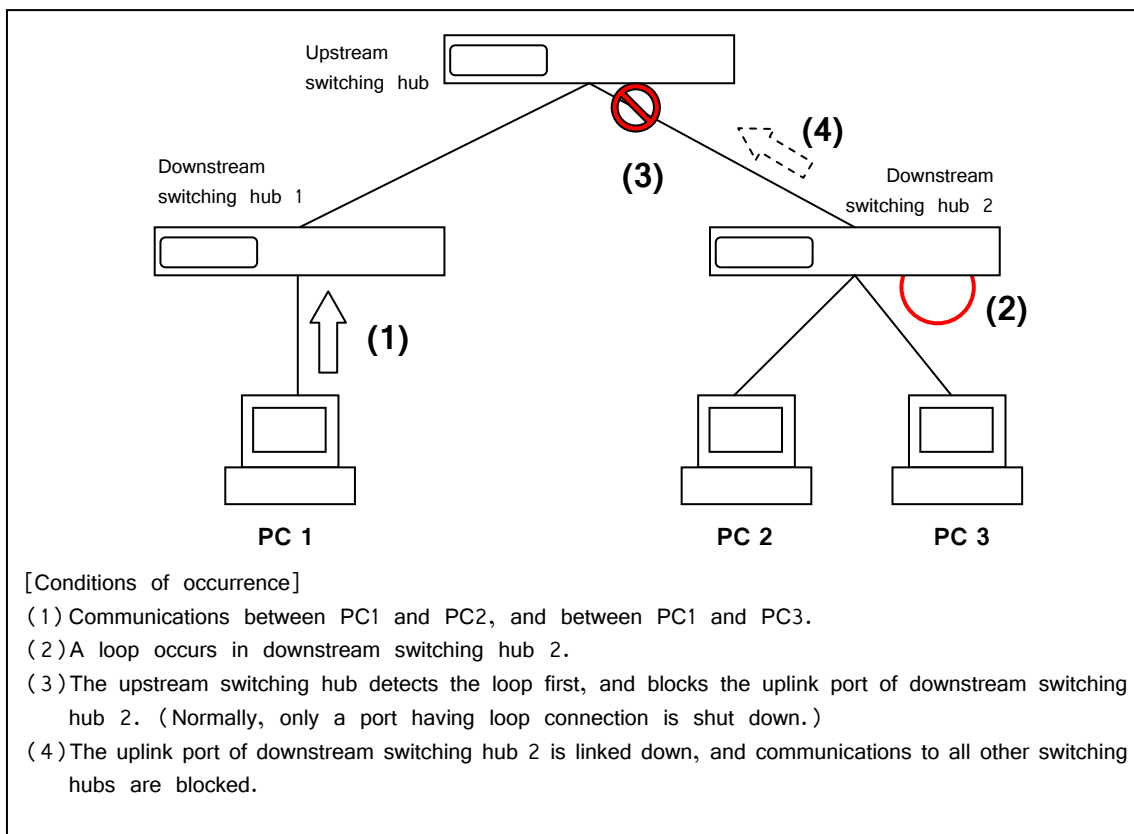 Upstream
switching hub
(4)
(3)
Downstream
switching hub 1
Downstream
switching hub 2
(1)
(2)
PC 1
PC 2
PC 3
[Conditions of occurrence]
(1) Communications between PC1 and PC2, and between PC1 and PC3.
(2) A loop occurs in downstream switching hub 2.
(3) The upstream switching hub detects the loop first, and blocks the uplink port of downstream switching
hub 2. (Normally, only a port having loop connection is shut down.)
(4) The uplink port of downstream switching hub 2 is linked down, and communications to all other switching
hubs are blocked.